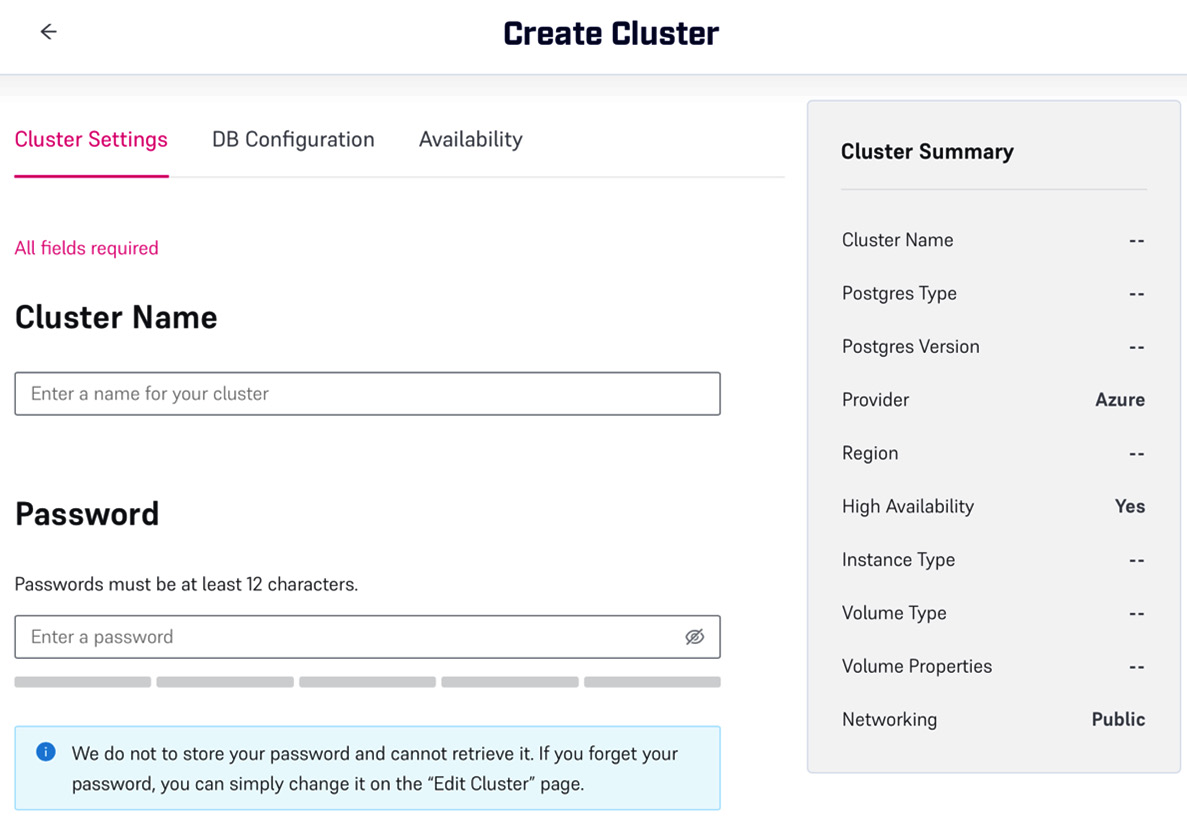 Create Cluster
Cluster Settings DB Configuration Availability
All fields required
Cluster Name
Enter a name for your cluster
Password
Passwords must be at least 12 characters.
Enter a password
We do not to store your password and cannot retrieve it. If you forget your
password, you can simply change it on the “Edit Cluster” page.
Cluster Summary
Cluster Name --
Postgres Type --
Postgres Version --
Provider Azure
Region --
High Availability Yes
Instance Type --
Volume Type --
Volume Properties --
Networking Public